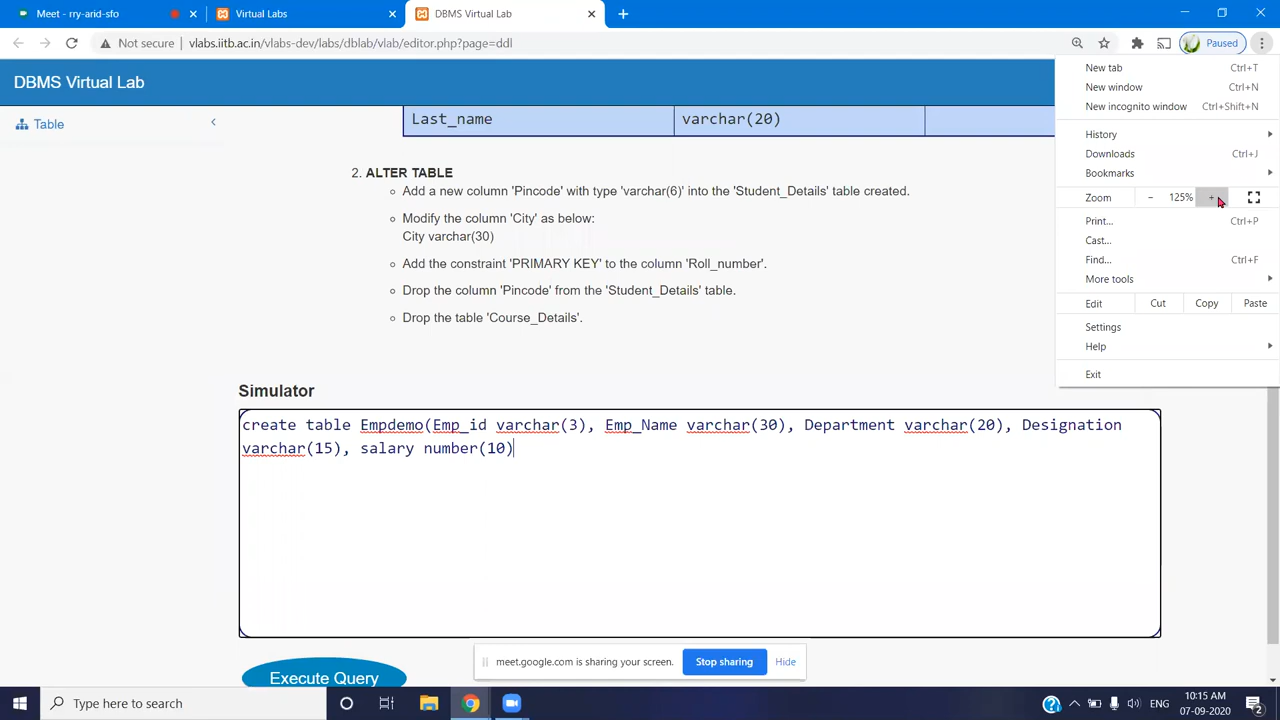 Meet - rry-arid-sfo
Virtual Labs
DBMS Virtual Lab
Not secure
vlabs.iitb.ac.in/vlabs-dev/labs/dblab/vlab/editor.php?page=ddl
Paused
DBMS Virtual Lab
Table
Last_name
varchar(20)
2. ALTER TABLE
Add a new column 'Pincode' with type 'varchar(6)' into the 'Student_Details' table created.
Modify the column 'City' as below:
City varchar(30)
Add the constraint 'PRIMARY KEY' to the column 'Roll_number'.
Drop the column 'Pincode' from the 'Student_Details' table.
Drop the table 'Course_Details'.
Simulator
create table Empdemo(Emp_id varchar(3), Emp_Name varchar(30), Department varchar(20), Designation
varchar(15), salary number(10)
Execute Query
New tab Ctrl+T
New window Ctrl+N
New incognito window Ctrl+Shift+N
History
Downloads Ctrl+J
Bookmarks
Zoom - 125% +
Print... Ctrl+P
Cast...
Find... Ctrl+F
More tools
Edit Cut Copy Paste
Settings
Help
Exit
meet.google.com is sharing your screen.
Stop sharing
Hide
Type here to search
ENG
10:15 AM
07-09-2020
2